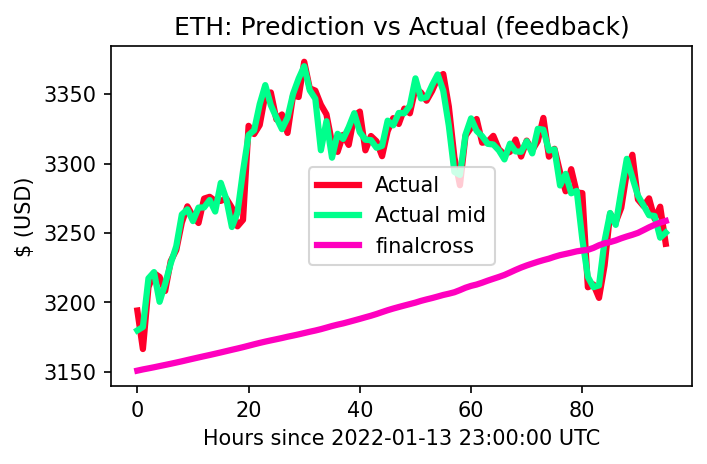 ETH: Prediction vs Actual (feedback)
$ (USD)
3350
3300
3250
3200
3150
Actual
Actual mid
finalcross
0 20 40 60 80
Hours since 2022-01-13 23:00:00 UTC